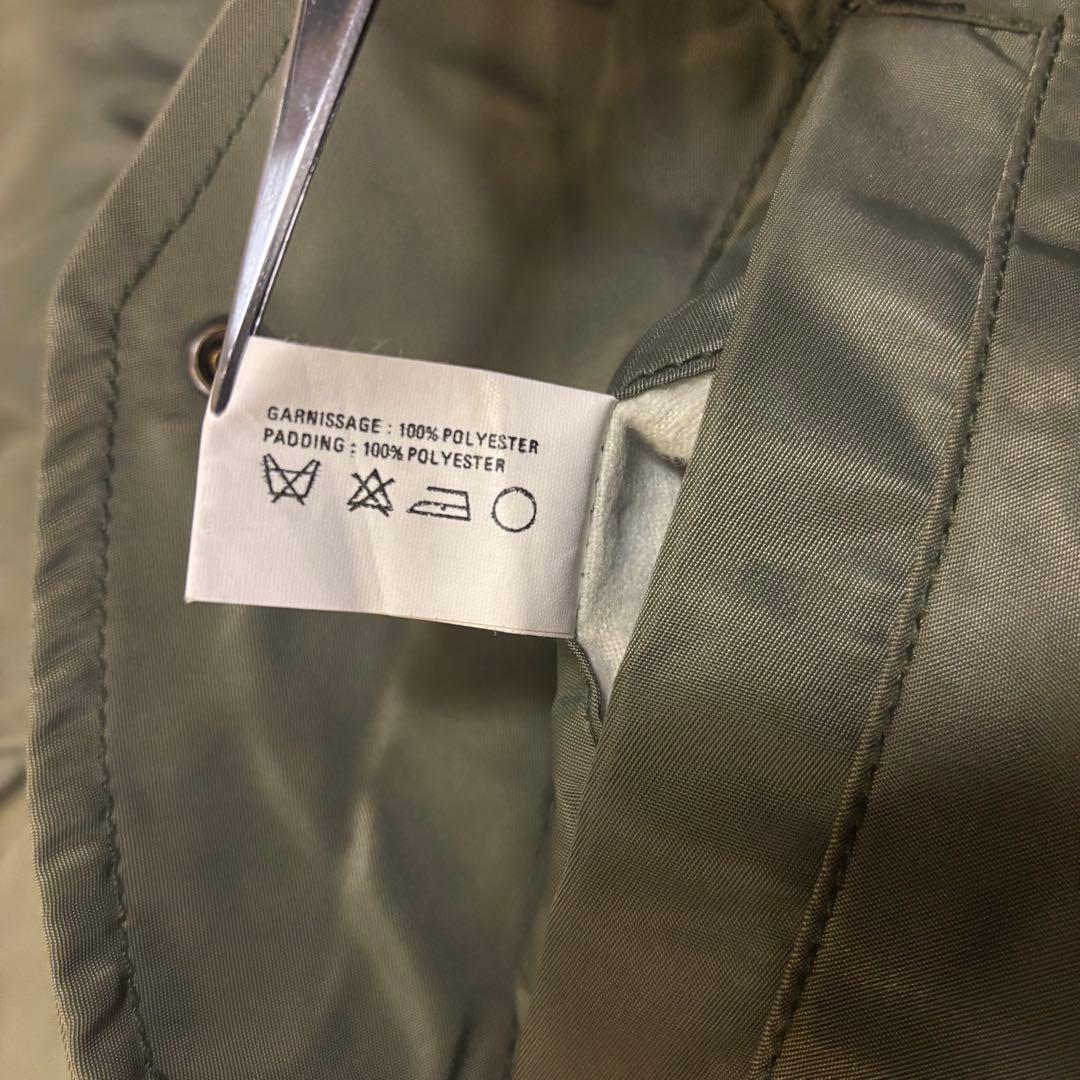 GARNISSAGE : 100% POLYESTER
PADDING : 100% POLYESTER